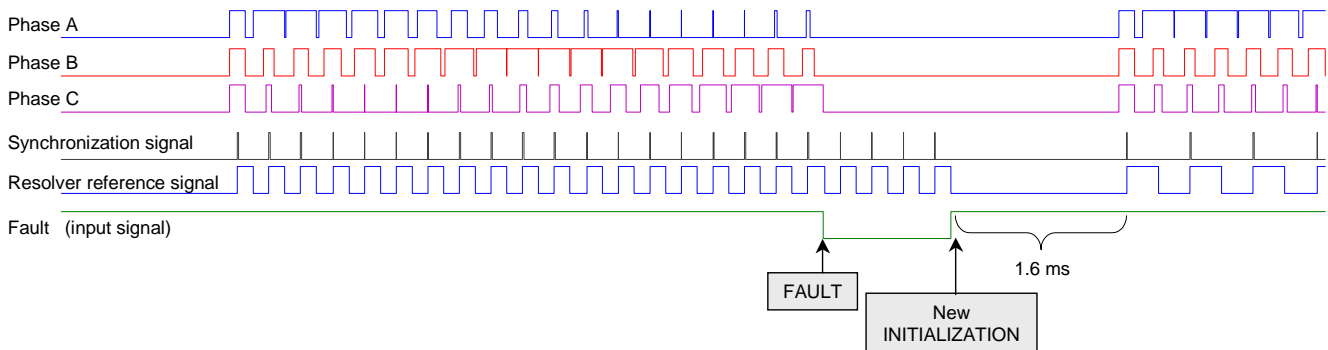 Phase A
Phase B
Phase C
Synchronization signal
Resolver reference signal
Fault (input signal)
1.6 ms
FAULT
New
INITIALIZATION